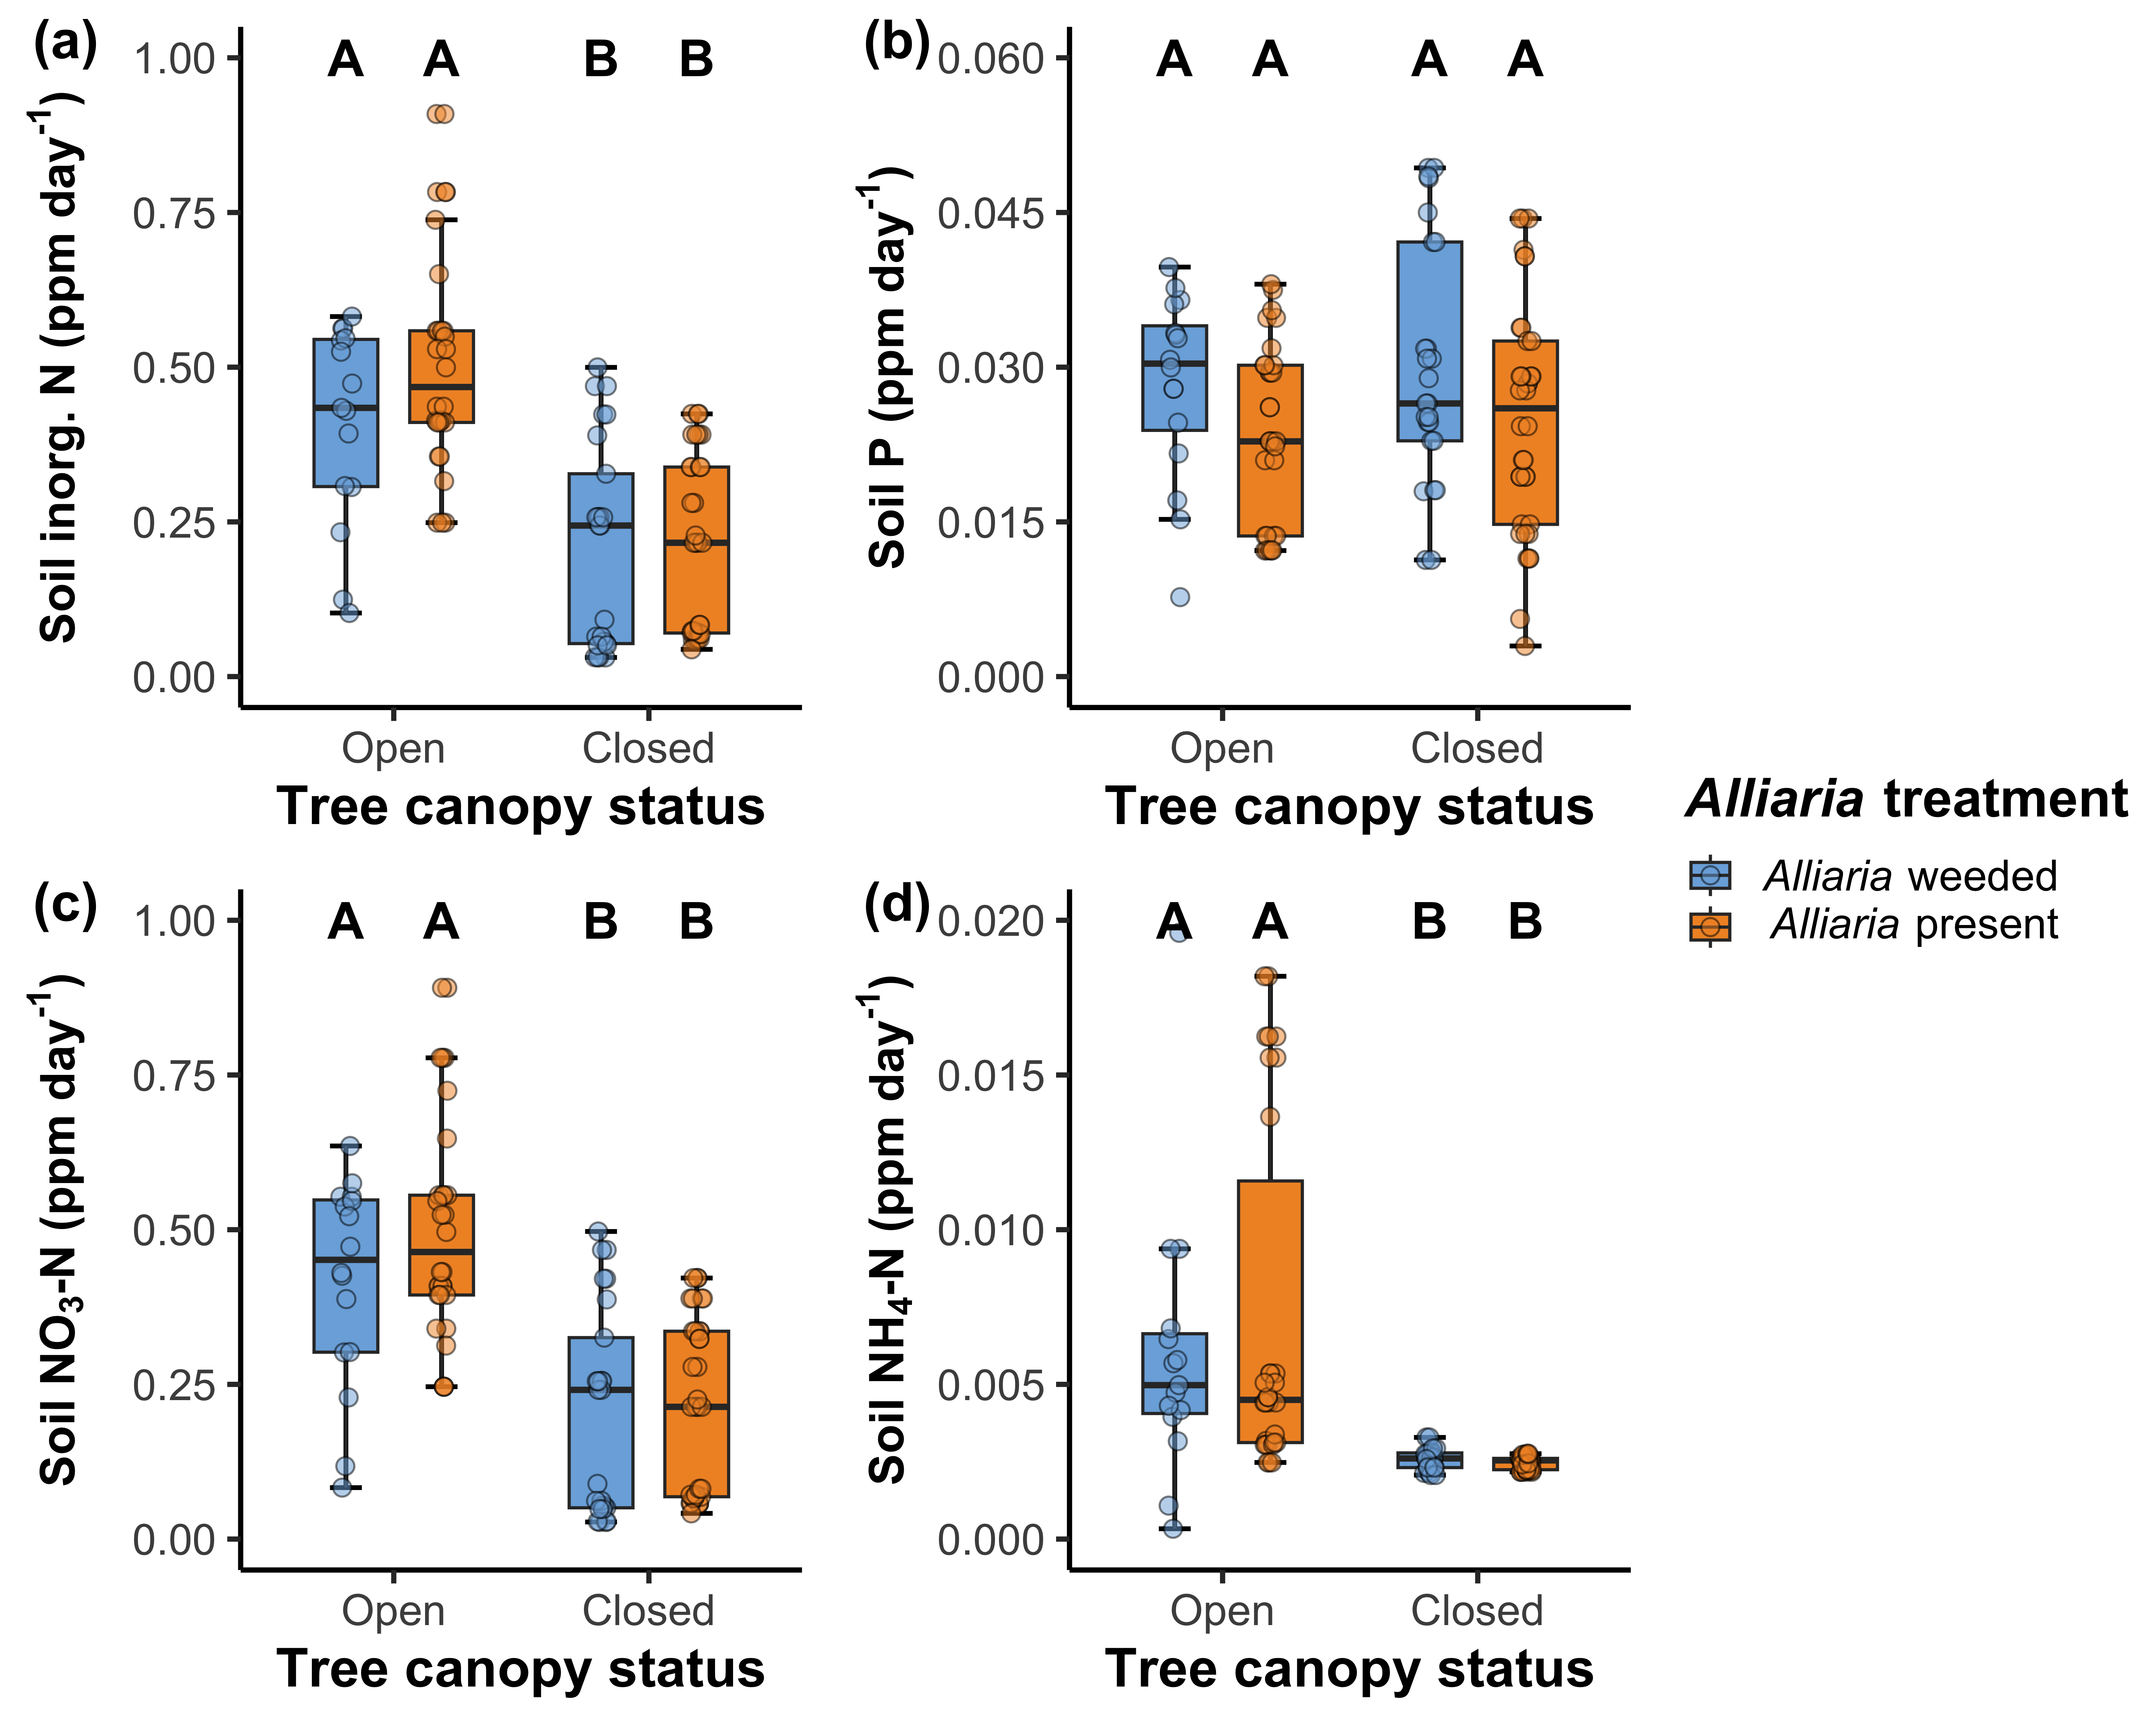 (a)
Soil inorg. N (ppm day⁻¹)
1.00
0.75
0.50
0.25
0.00
A A B B
Open Closed
Tree canopy status
(b)
Soil P (ppm day⁻¹)
0.060
0.045
0.030
0.015
0.000
A A A A
Open Closed
Tree canopy status
(c)
Soil NO₃-N (ppm day⁻¹)
1.00
0.75
0.50
0.25
0.00
A A B B
Open Closed
Tree canopy status
(d)
Soil NH₄-N (ppm day⁻¹)
0.020
0.015
0.010
0.005
0.000
A A B B
Open Closed
Tree canopy status
Alliaria treatment
Alliaria weeded
Alliaria present